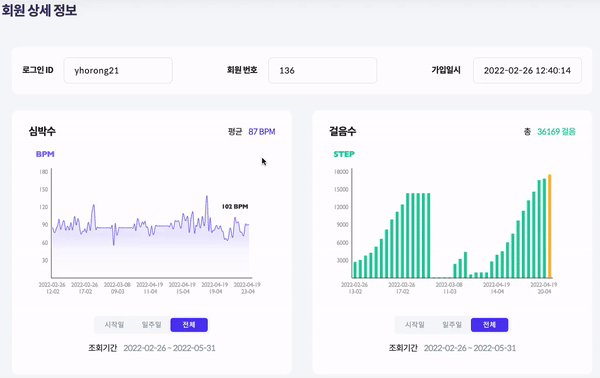 회원 상세 정보
로그인 ID yhorong21 회원 번호 136 가입일시 2022-02-26 12:40:14
심박수 평균 87 BPM
BPM
180
150
120
90
60
30
102 BPM
2022-02-26 2022-02-26 2022-03-08 2022-04-19 2022-04-19 2022-04-19
12-02 17-02 09-03 11-04 15-04 19-04 23-04
시작일 일주일 전체
조회기간 2022-02-26 ~ 2022-05-31
걸음수 총 36169 걸음
STEP
18000
15000
12000
9000
6000
3000
2022-02-26 2022-02-26 2022-03-08 2022-04-19 2022-04-19
13-02 17-02 11-03 14-04 20-04
시작일 일주일 전체
조회기간 2022-02-26 ~ 2022-05-31